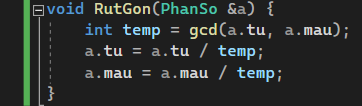 void RutGon(PhanSo &a) {
    int temp = gcd(a.tu, a.mau);
    a.tu = a.tu / temp;
    a.mau = a.mau / temp;
}